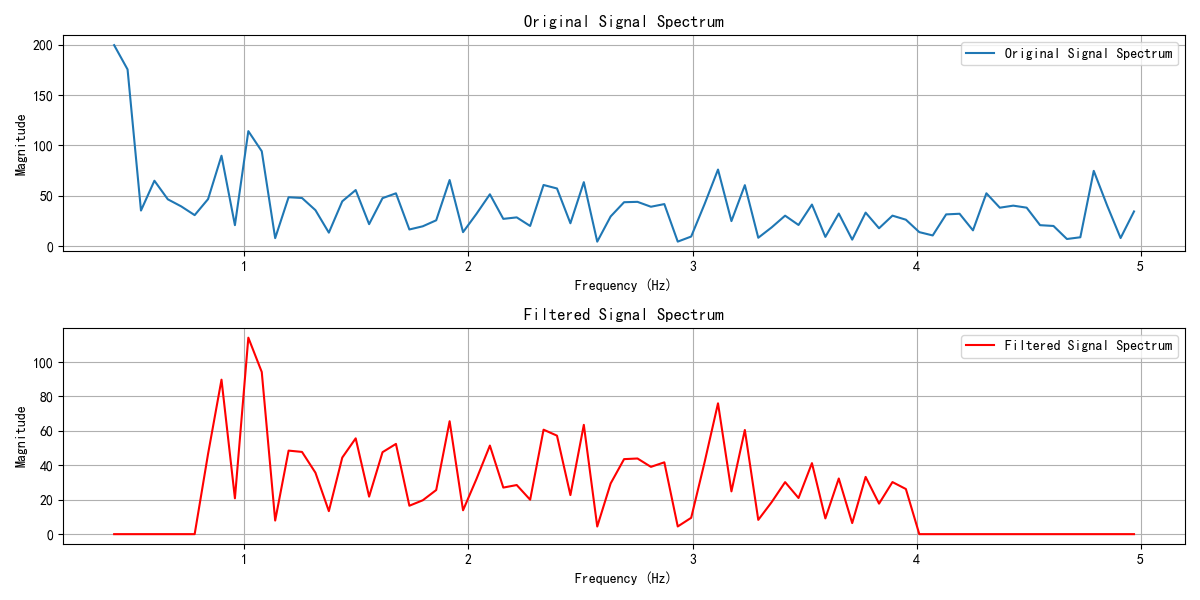 Original Signal Spectrum
200
150
100
50
0
Magnitude
Original Signal Spectrum
1 2 3 4 5
Frequency (Hz)
Filtered Signal Spectrum
100
80
60
40
20
0
Magnitude
Filtered Signal Spectrum
1 2 3 4 5
Frequency (Hz)